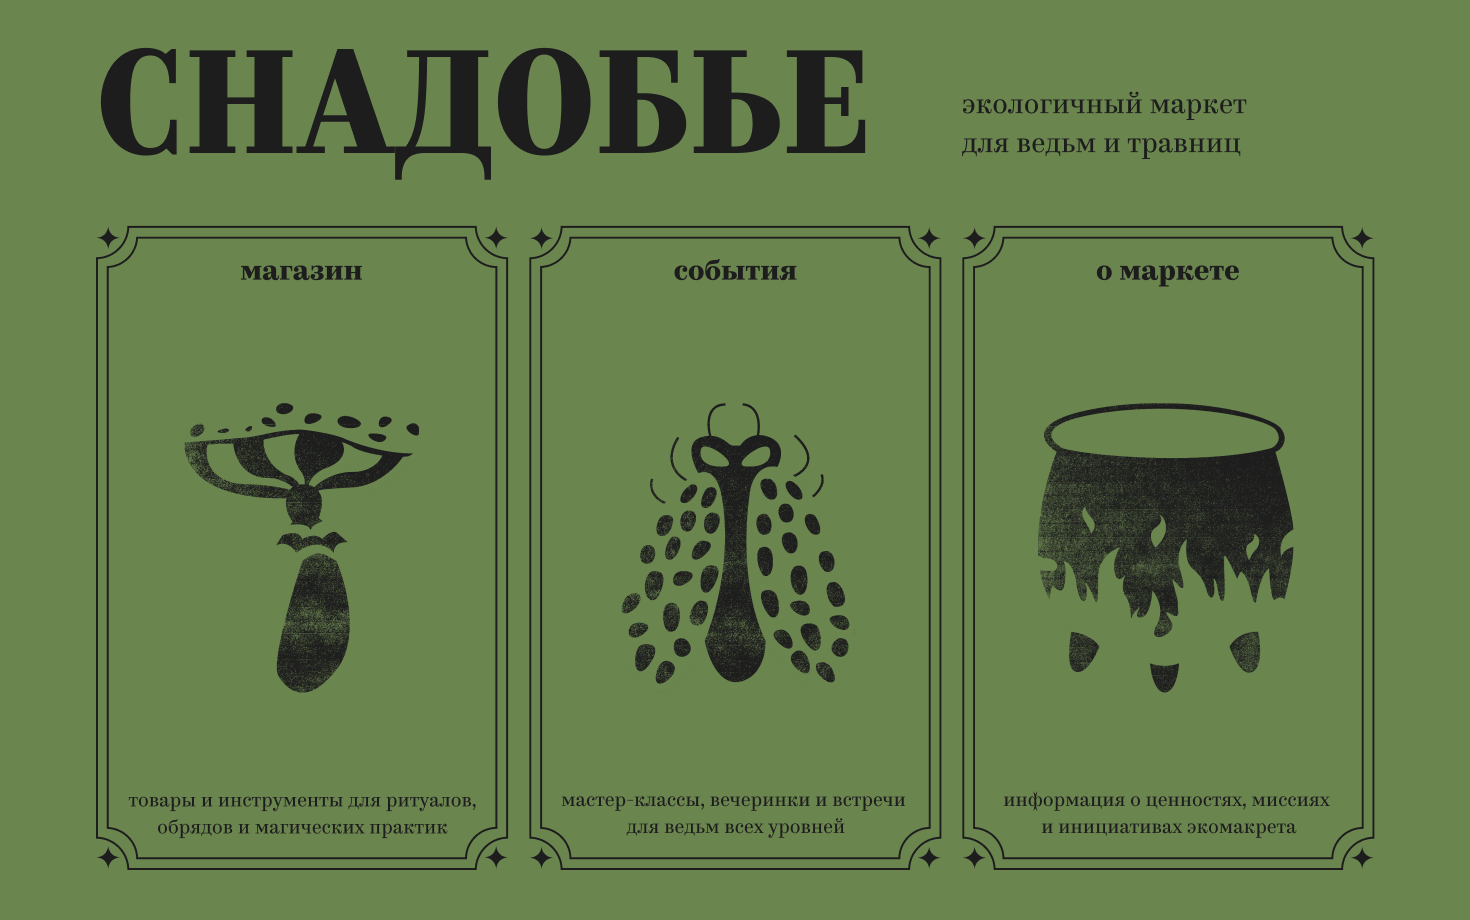 СНАДОБЬЕ
экологичный маркет
для ведьм и травниц
магазин
товары и инструменты для ритуалов,
обрядов и магических практик
события
мастер-классы, вечеринки и встречи
для ведьм всех уровней
о маркете
информация о ценностях, миссиях
и инициативах экомакрета